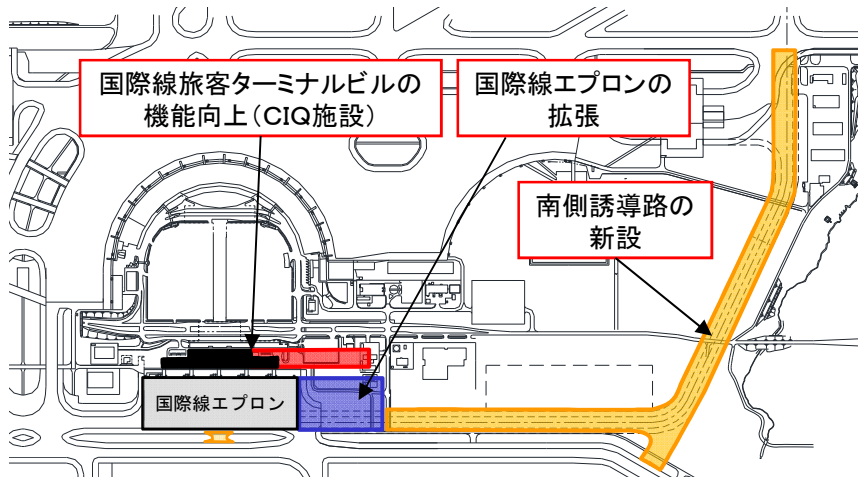 国際線旅客ターミナルビルの
機能向上（CIQ施設）
国際線エプロンの
拡張
南側誘導路の
新設
国際線エプロン